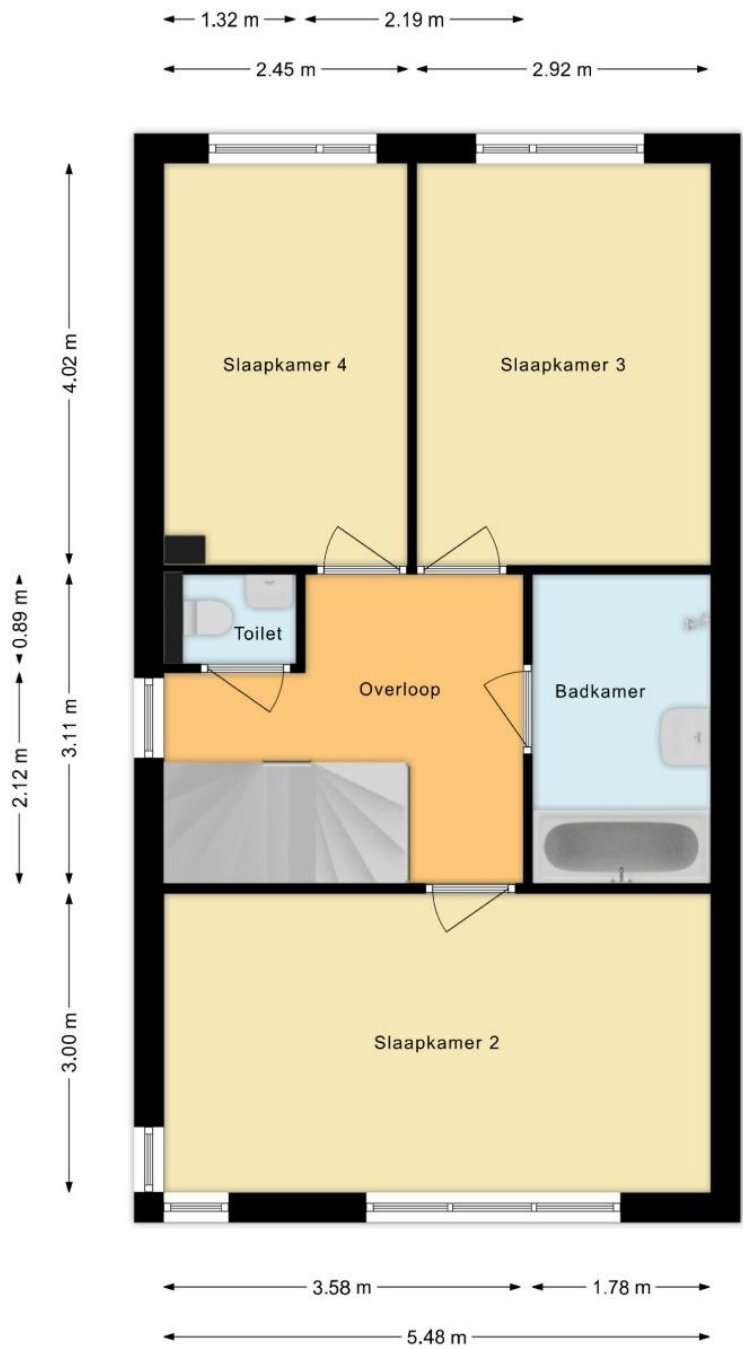 1.32 m
2.19 m
2.45 m
2.92 m
4.02 m
Slaapkamer 4
Slaapkamer 3
0.89 m
Toilet
3.11 m
Overloop
Badkamer
2.12 m
3.00 m
Slaapkamer 2
3.58 m
1.78 m
5.48 m